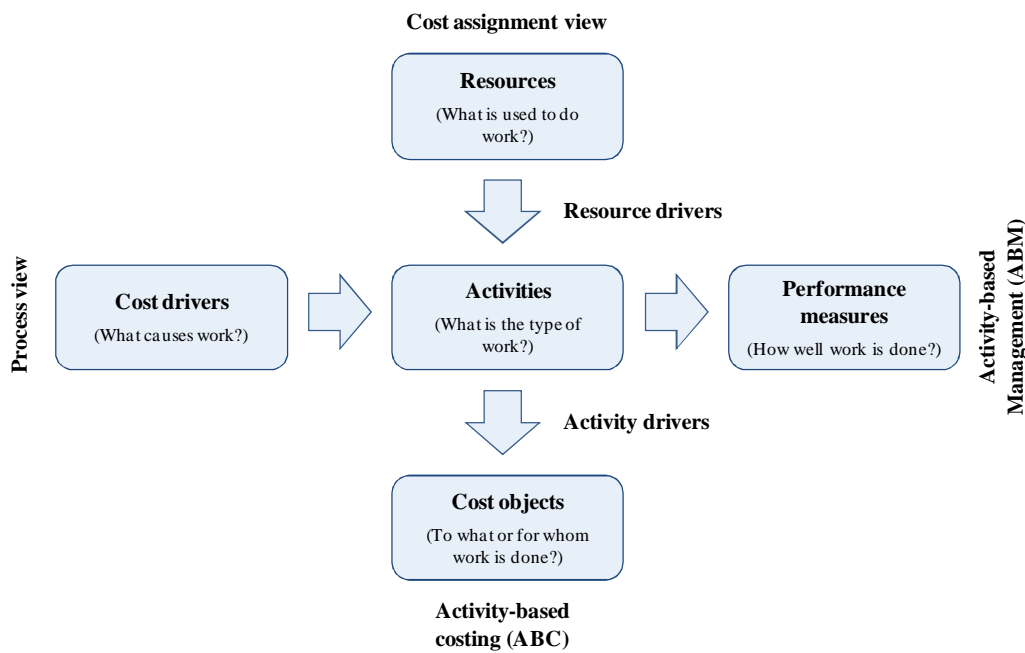 Cost assignment view
Resources
(What is used to do
work?)
Resource drivers
Process view
Cost drivers
(What causes work?)
Activities
(What is the type of
work?)
Performance
measures
(How well work is done?)
Activity-based
Management (ABM)
Activity drivers
Cost objects
(To what or for whom
work is done?)
Activity-based
costing (ABC)